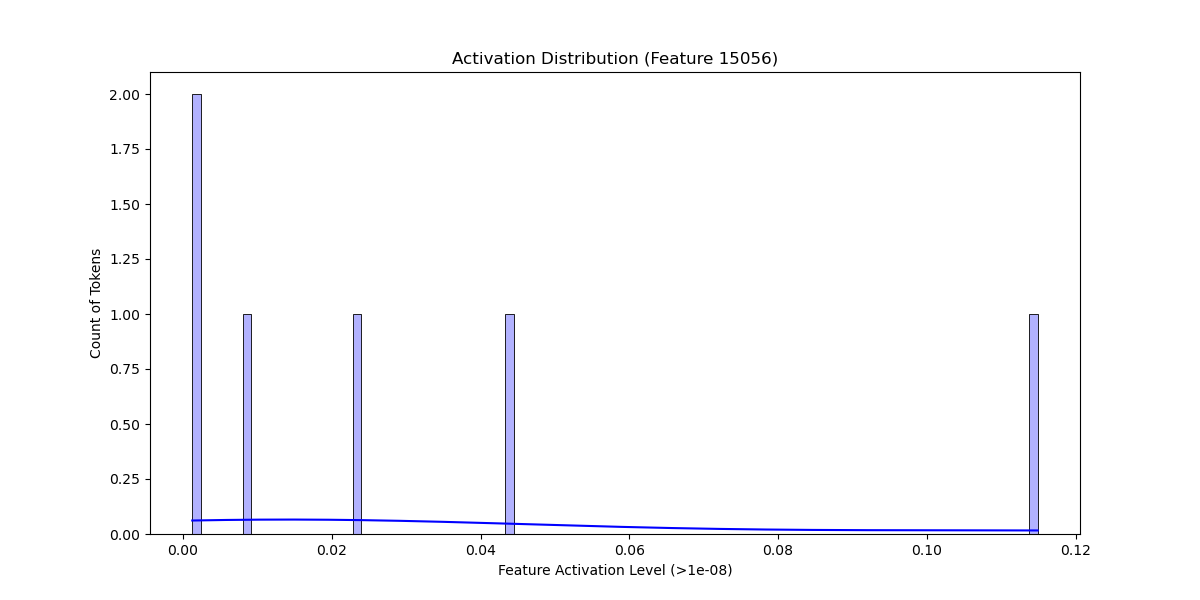 Activation Distribution (Feature 15056)
Count of Tokens
2.00
1.75
1.50
1.25
1.00
0.75
0.50
0.25
0.00
0.00 0.02 0.04 0.06 0.08 0.10 0.12
Feature Activation Level (>1e-08)